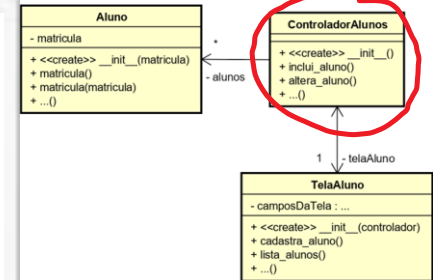 Aluno
- matricula
+ <<create>> __init__(matricula)
+ matricula()
+ matricula(matricula)
+ ...()
*
- alunos
ControladorAlunos
+ <<create>> __init__()
+ inclui_aluno()
+ altera_aluno()
+ ...()
1
- telaAluno
TelaAluno
- camposDaTela : ...
+ <<create>> __init__(controlador)
+ cadastra_aluno()
+ lista_alunos()
+ ...()